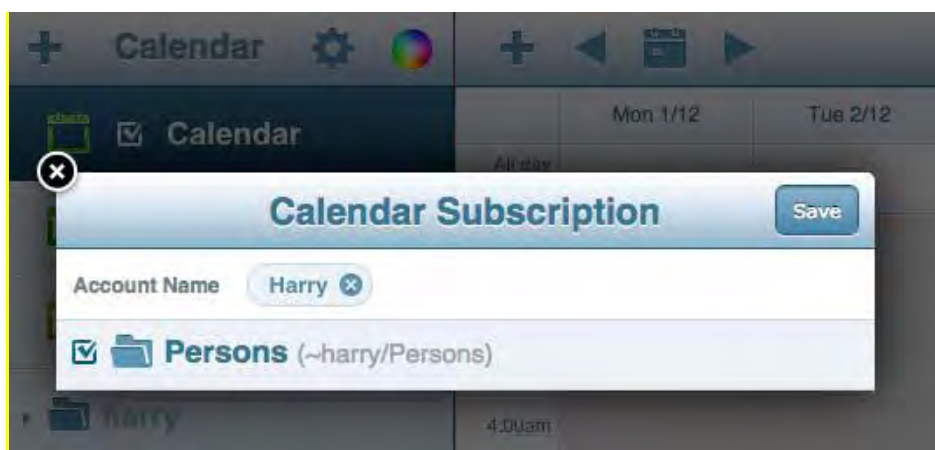 Calendar
Mon 1/12
Tue 2/12
Calendar
All day
Calendar Subscription
Save
Account Name
Harry
Persons (~harry/Persons)
harry
4:00am